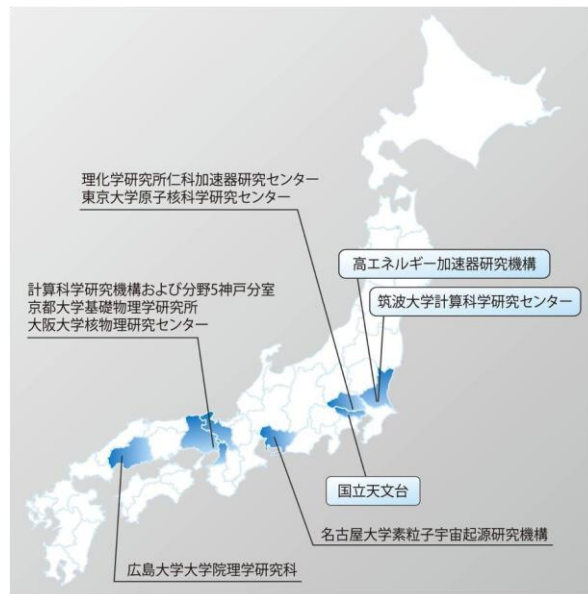 理化学研究所仁科加速器研究センター
東京大学原子核科学研究センター
高エネルギー加速器研究機構
筑波大学計算科学研究センター
計算科学研究機構および分野5神戸分室
京都大学基礎物理学研究所
大阪大学核物理研究センター
国立天文台
名古屋大学素粒子宇宙起源研究機構
広島大学大学院理学研究科